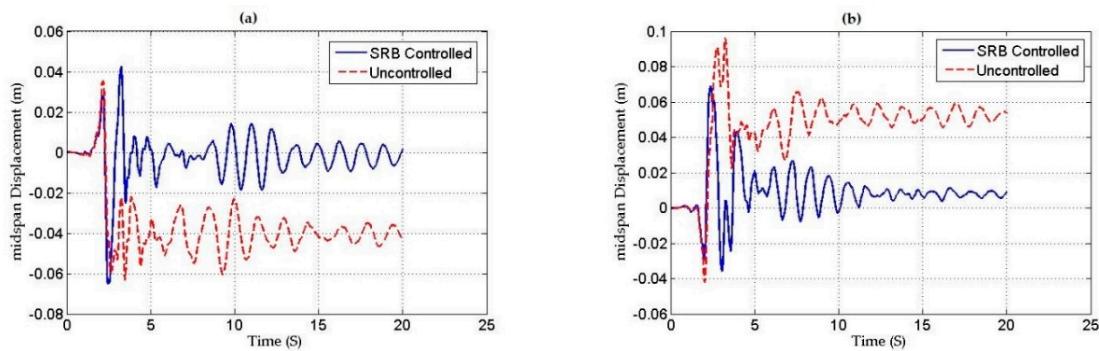 (a)
0.06
0.04
0.02
0
-0.02
-0.04
-0.06
-0.08
midspan Displacement (m)
SRB Controlled
Uncontrolled
0 5 10 15 20 25
Time (S)
(b)
0.1
0.08
0.06
0.04
0.02
0
-0.02
-0.04
-0.06
midspan Displacement (m)
SRB Controlled
Uncontrolled
0 5 10 15 20 25
Time (S)